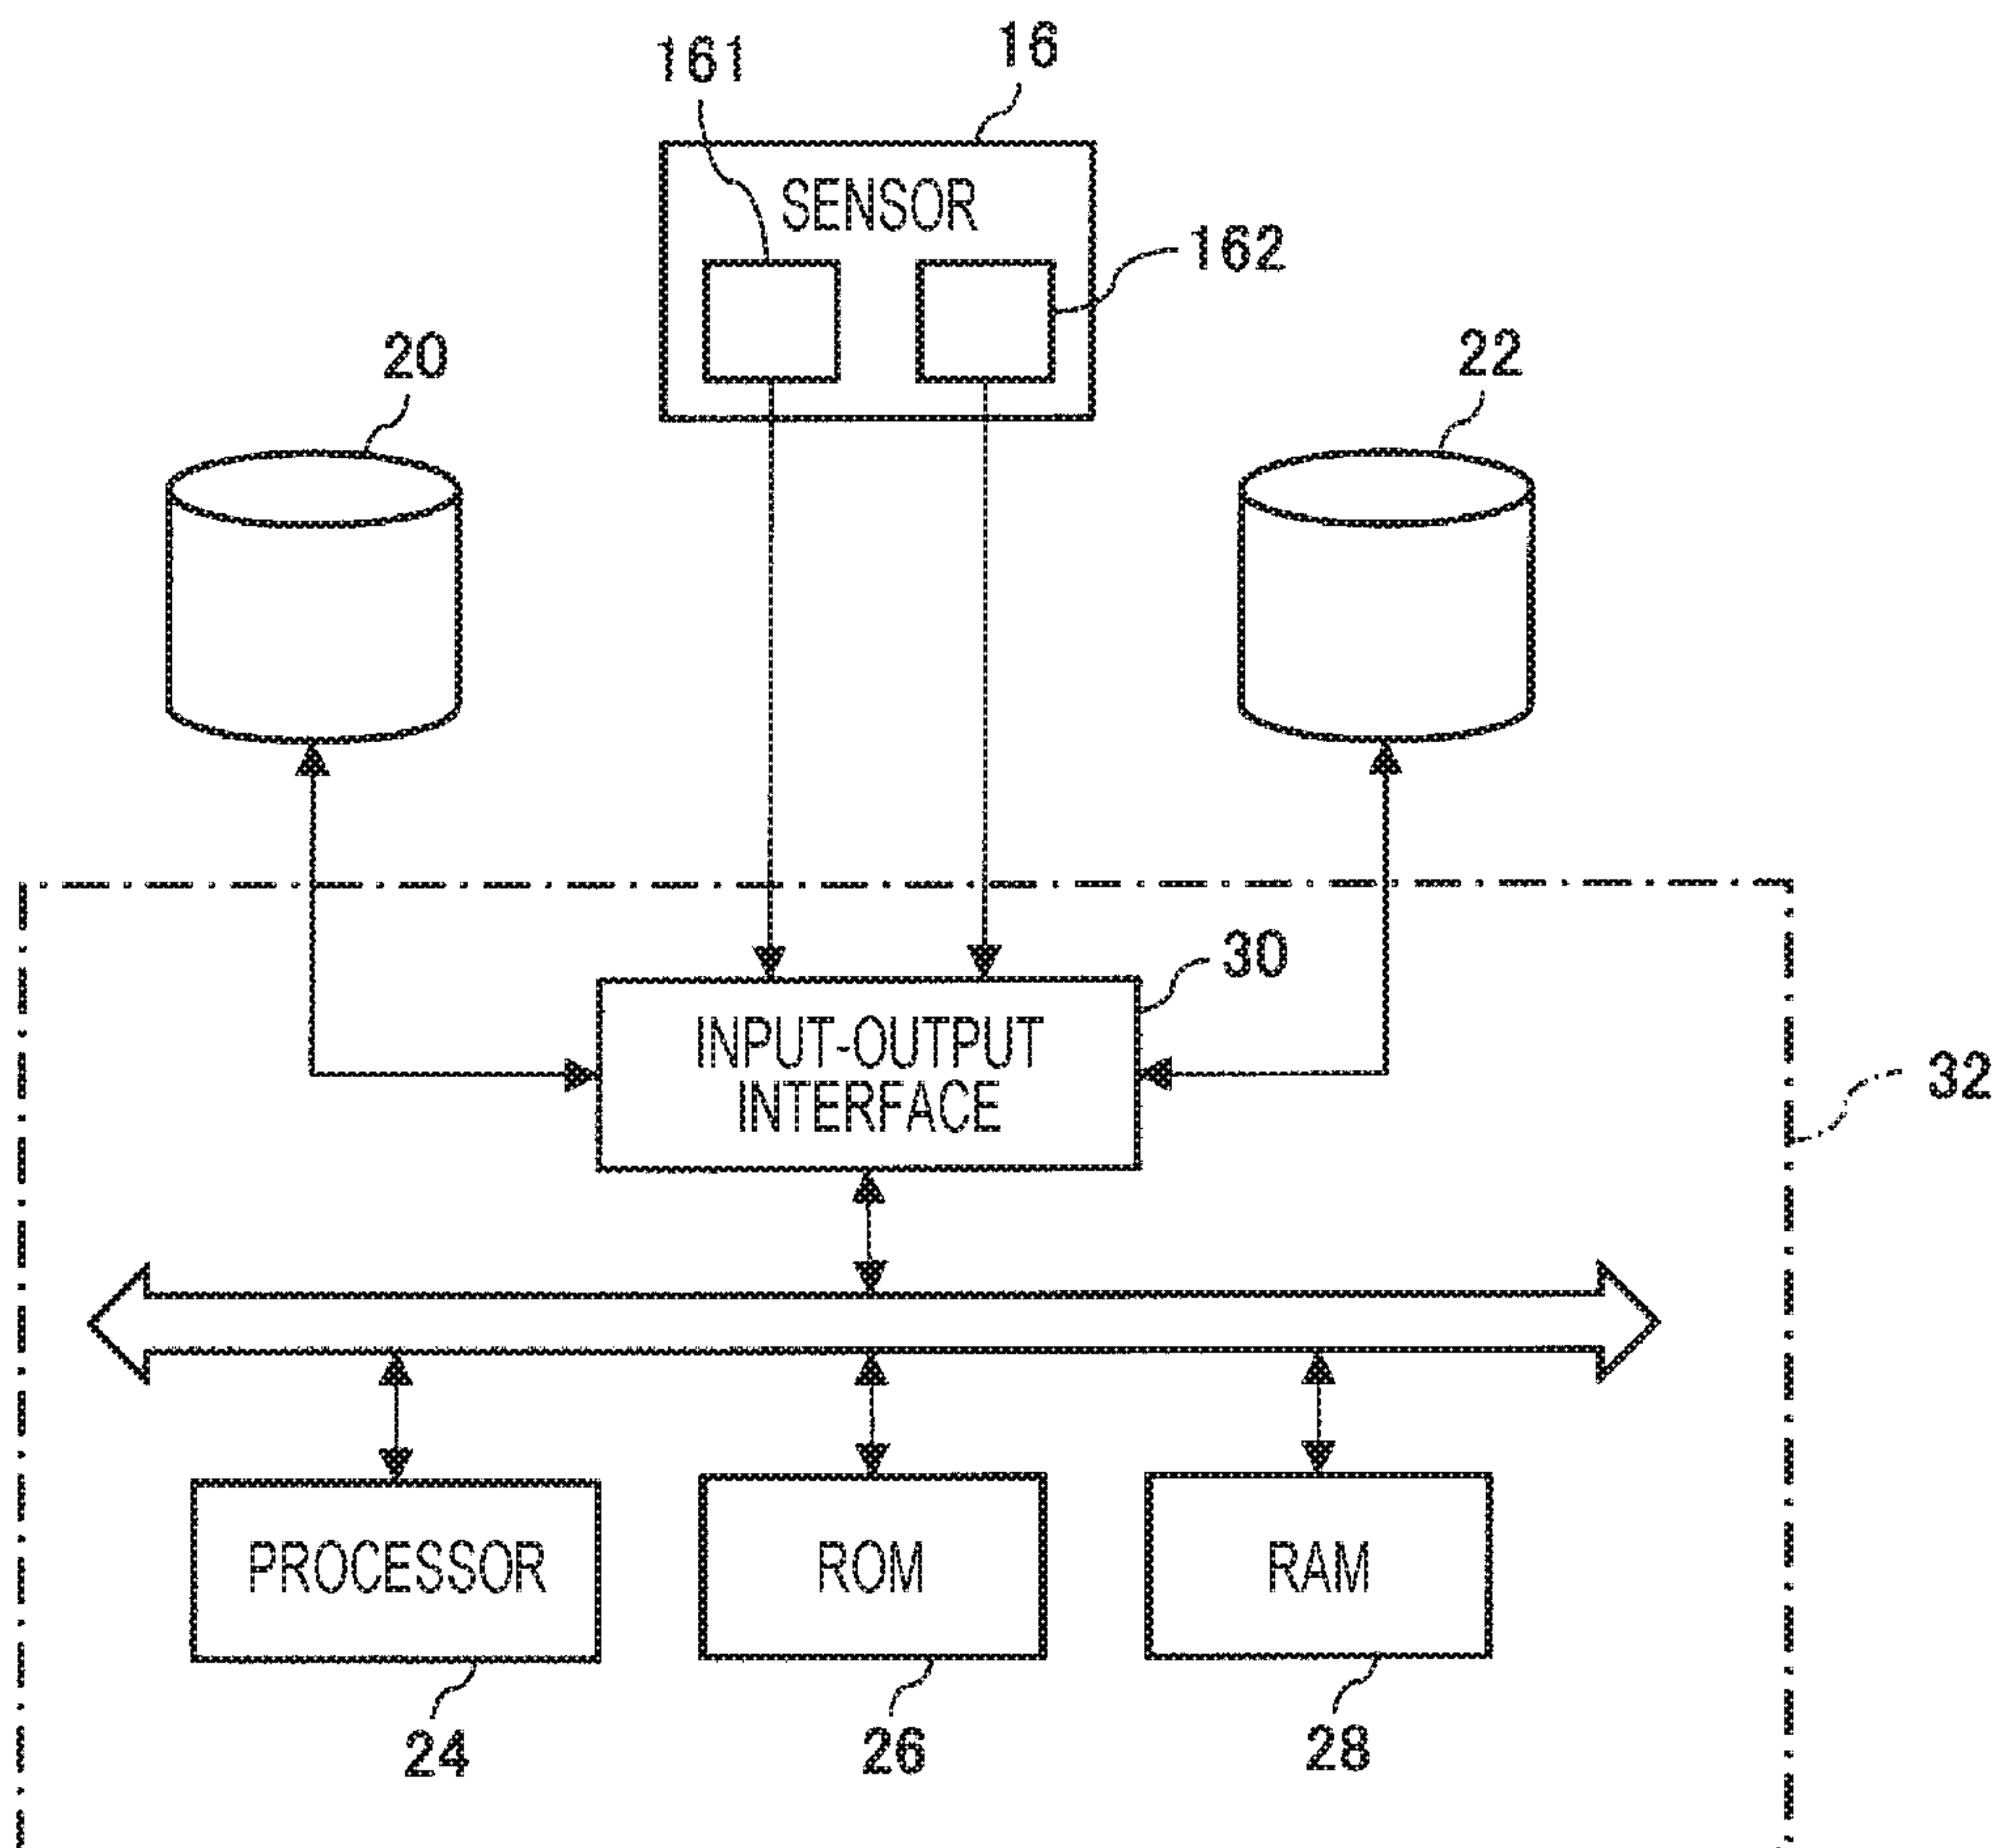 16
161
SENSOR
162
20
22
30
INPUT-OUTPUT
INTERFACE
32
PROCESSOR
ROM
RAM
24
26
28